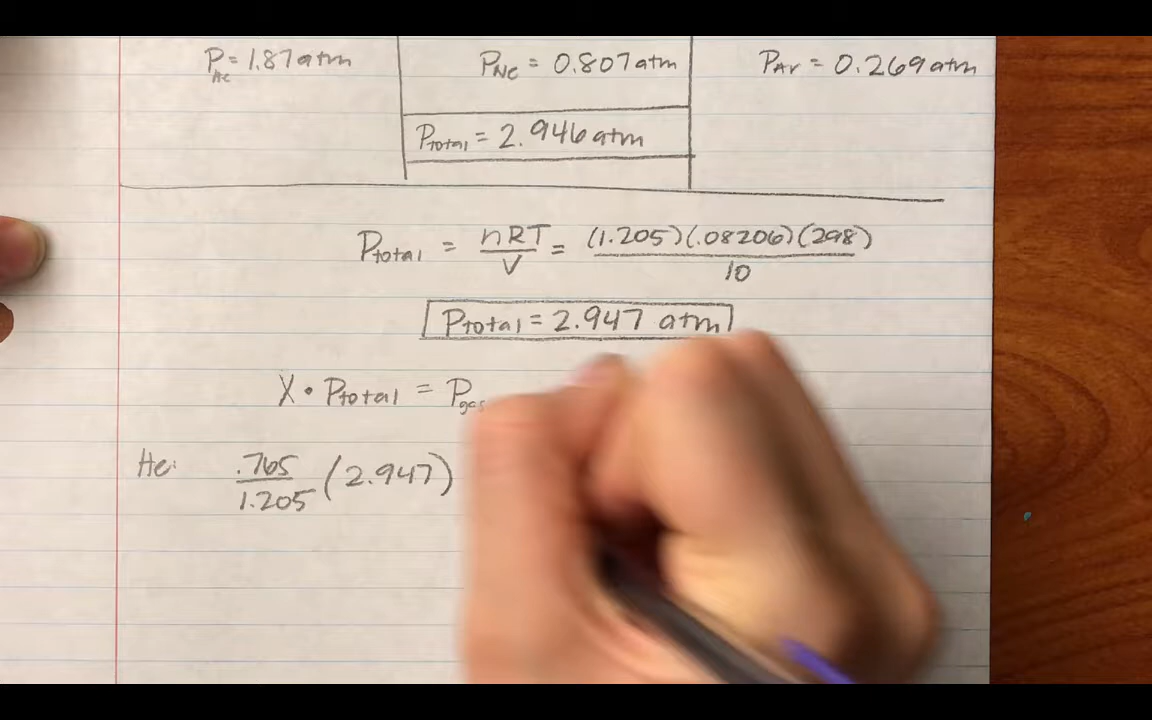 P_He = 1.87 atm
P_Ne = 0.807 atm
P_Ar = 0.269 atm
P_total = 2.946 atm
P_total = nRT/V = (1.205)(.08206)(298)/10
P_total = 2.947 atm
X • P_total = P_gas
He: .765/1.205 (2.947)